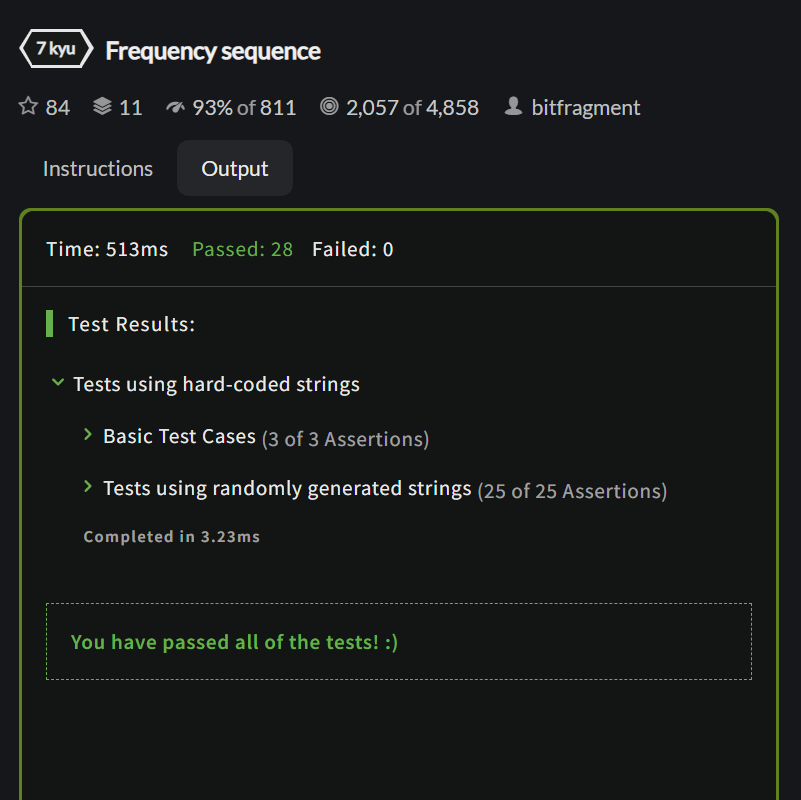 7 kyu Frequency sequence
84 11 93% of 811 2,057 of 4,858 bitfragment
Instructions Output
Time: 513ms Passed: 28 Failed: 0
Test Results:
Tests using hard-coded strings
Basic Test Cases (3 of 3 Assertions)
Tests using randomly generated strings (25 of 25 Assertions)
Completed in 3.23ms
You have passed all of the tests! :)